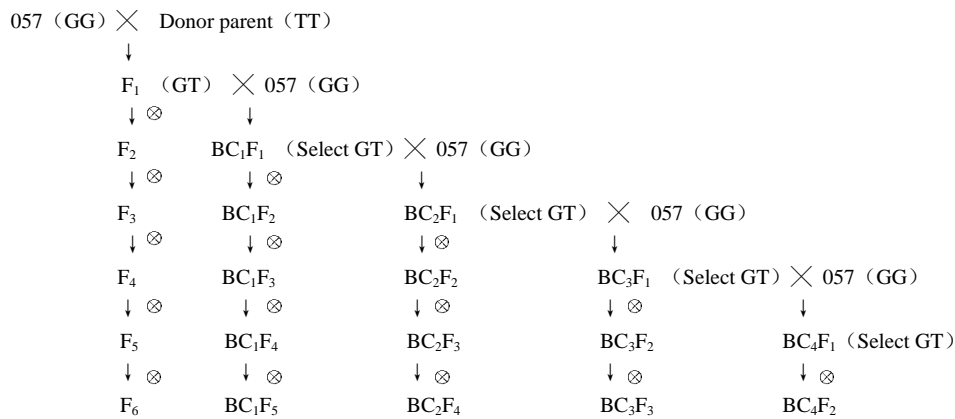 057（GG） Donor parent（TT）
F₁ （GT） 057（GG）
F₂ BC₁F₁ （Select GT） 057（GG）
F₃ BC₁F₂ BC₂F₁ （Select GT） 057（GG）
F₄ BC₁F₃ BC₂F₂ BC₃F₁ （Select GT） 057（GG）
F₅ BC₁F₄ BC₂F₃ BC₃F₂ BC₄F₁（Select GT）
F₆ BC₁F₅ BC₂F₄ BC₃F₃ BC₄F₂